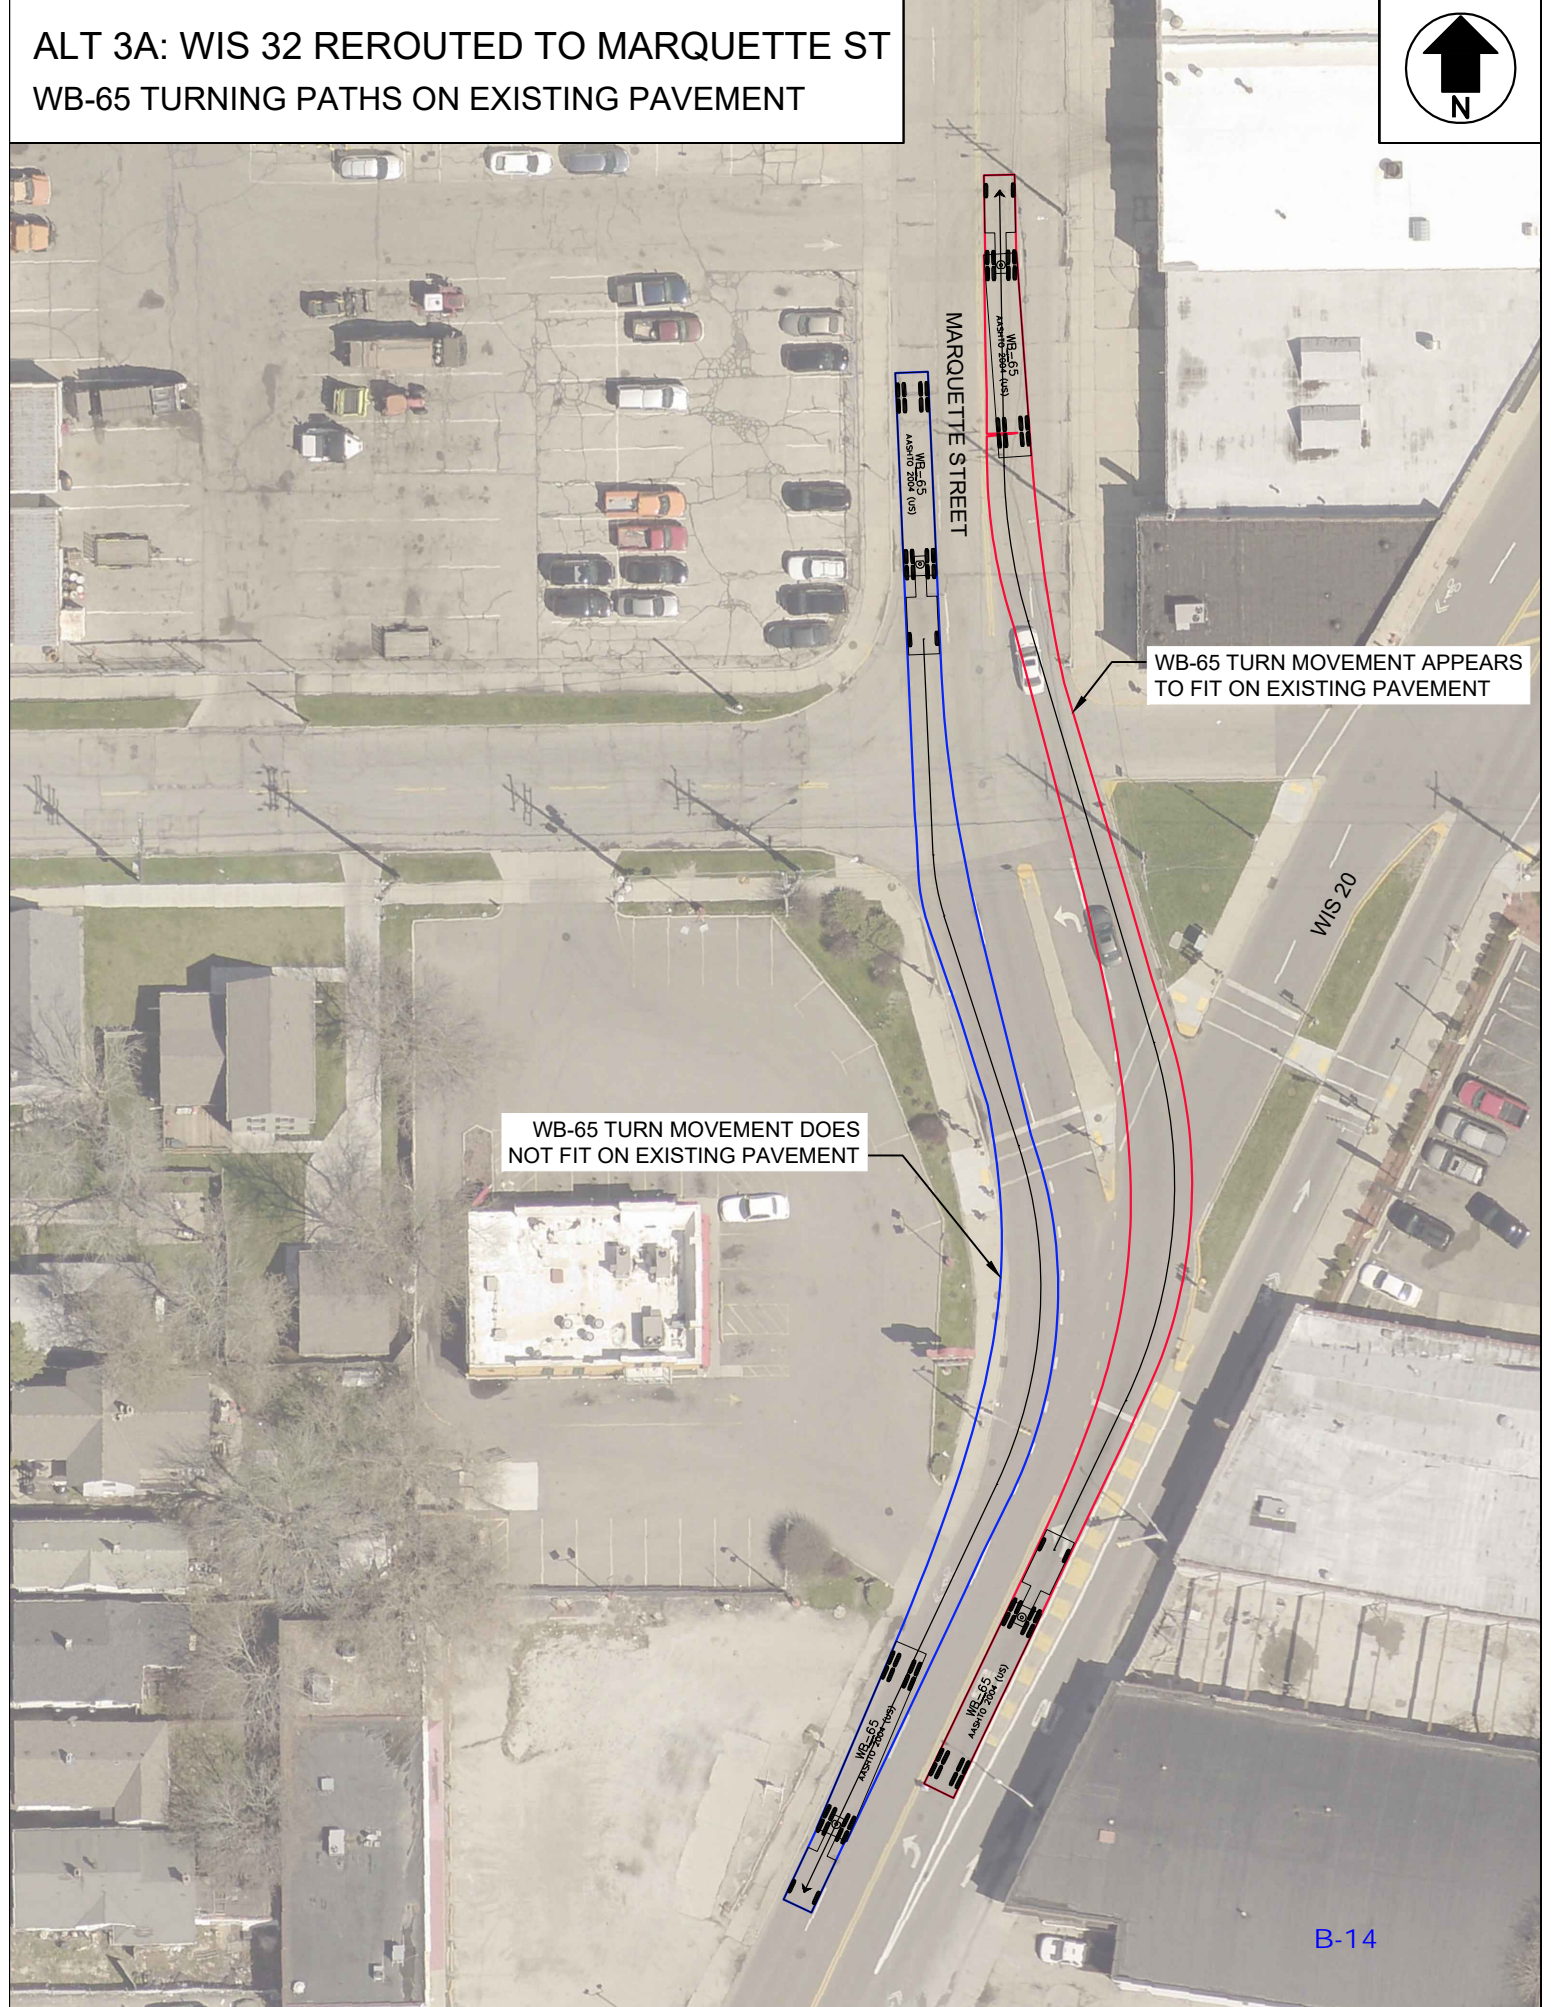 ALT 3A: WIS 32 REROUTED TO MARQUETTE ST
WB-65 TURNING PATHS ON EXISTING PAVEMENT
N
MARQUETTE STREET
WB-65
AASHTO 2004 (US)
WB-65
AASHTO 2004 (US)
WB-65 TURN MOVEMENT APPEARS
TO FIT ON EXISTING PAVEMENT
WIS 20
WB-65 TURN MOVEMENT DOES
NOT FIT ON EXISTING PAVEMENT
WB-65
AASHTO 2004 (US)
WB-65
AASHTO 2004 (US)
B-14